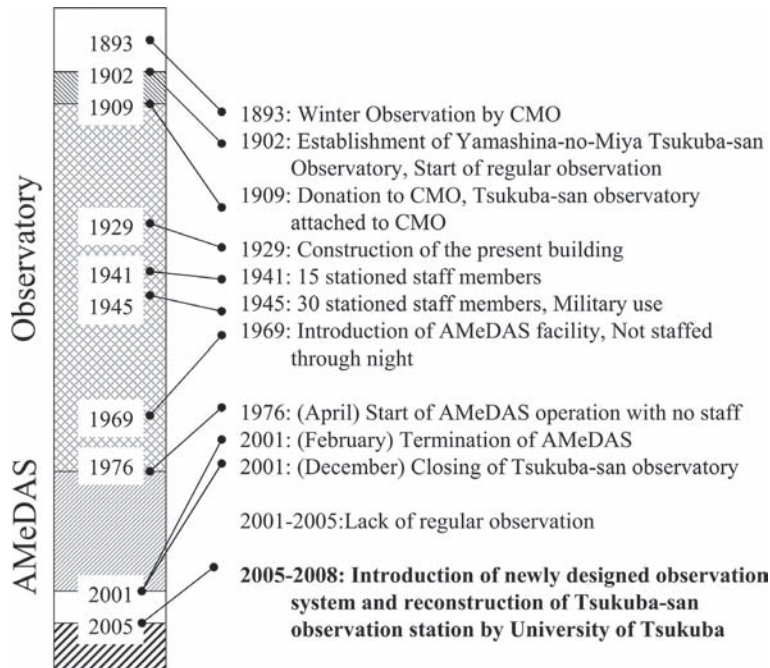 1893
1902
1909
1929
1941
1945
1969
1976
2001
2005
Observatory
AMeDAS
1893: Winter Observation by CMO
1902: Establishment of Yamashina-no-Miya Tsukuba-san
Observatory, Start of regular observation
1909: Donation to CMO, Tsukuba-san observatory
attached to CMO
1929: Construction of the present building
1941: 15 stationed staff members
1945: 30 stationed staff members, Military use
1969: Introduction of AMeDAS facility, Not staffed
through night
1976: (April) Start of AMeDAS operation with no staff
2001: (February) Termination of AMeDAS
2001: (December) Closing of Tsukuba-san observatory
2001-2005:Lack of regular observation
2005-2008: Introduction of newly designed observation
system and reconstruction of Tsukuba-san
observation station by University of Tsukuba